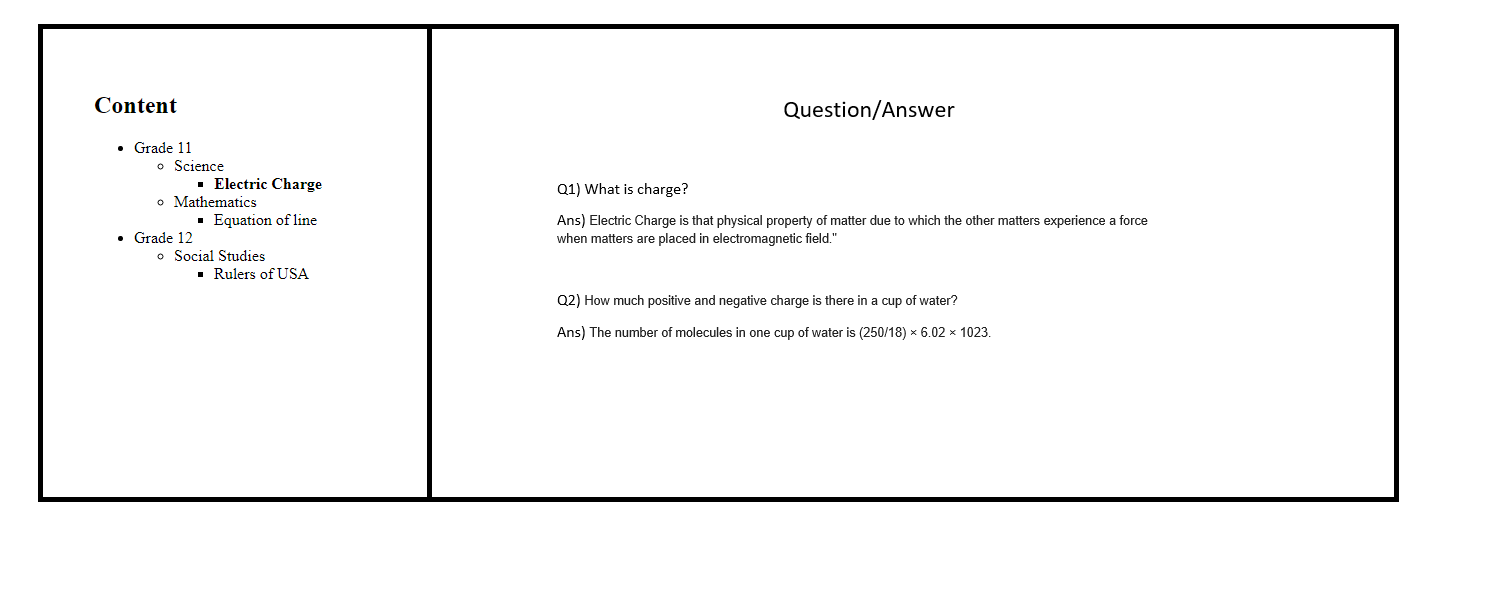 Content
Grade 11
Science
Electric Charge
Mathematics
Equation of line
Grade 12
Social Studies
Rulers of USA
Question/Answer
Q1) What is charge?
Ans) Electric Charge is that physical property of matter due to which the other matters experience a force
when matters are placed in electromagnetic field."
Q2) How much positive and negative charge is there in a cup of water?
Ans) The number of molecules in one cup of water is (250/18) × 6.02 × 1023.